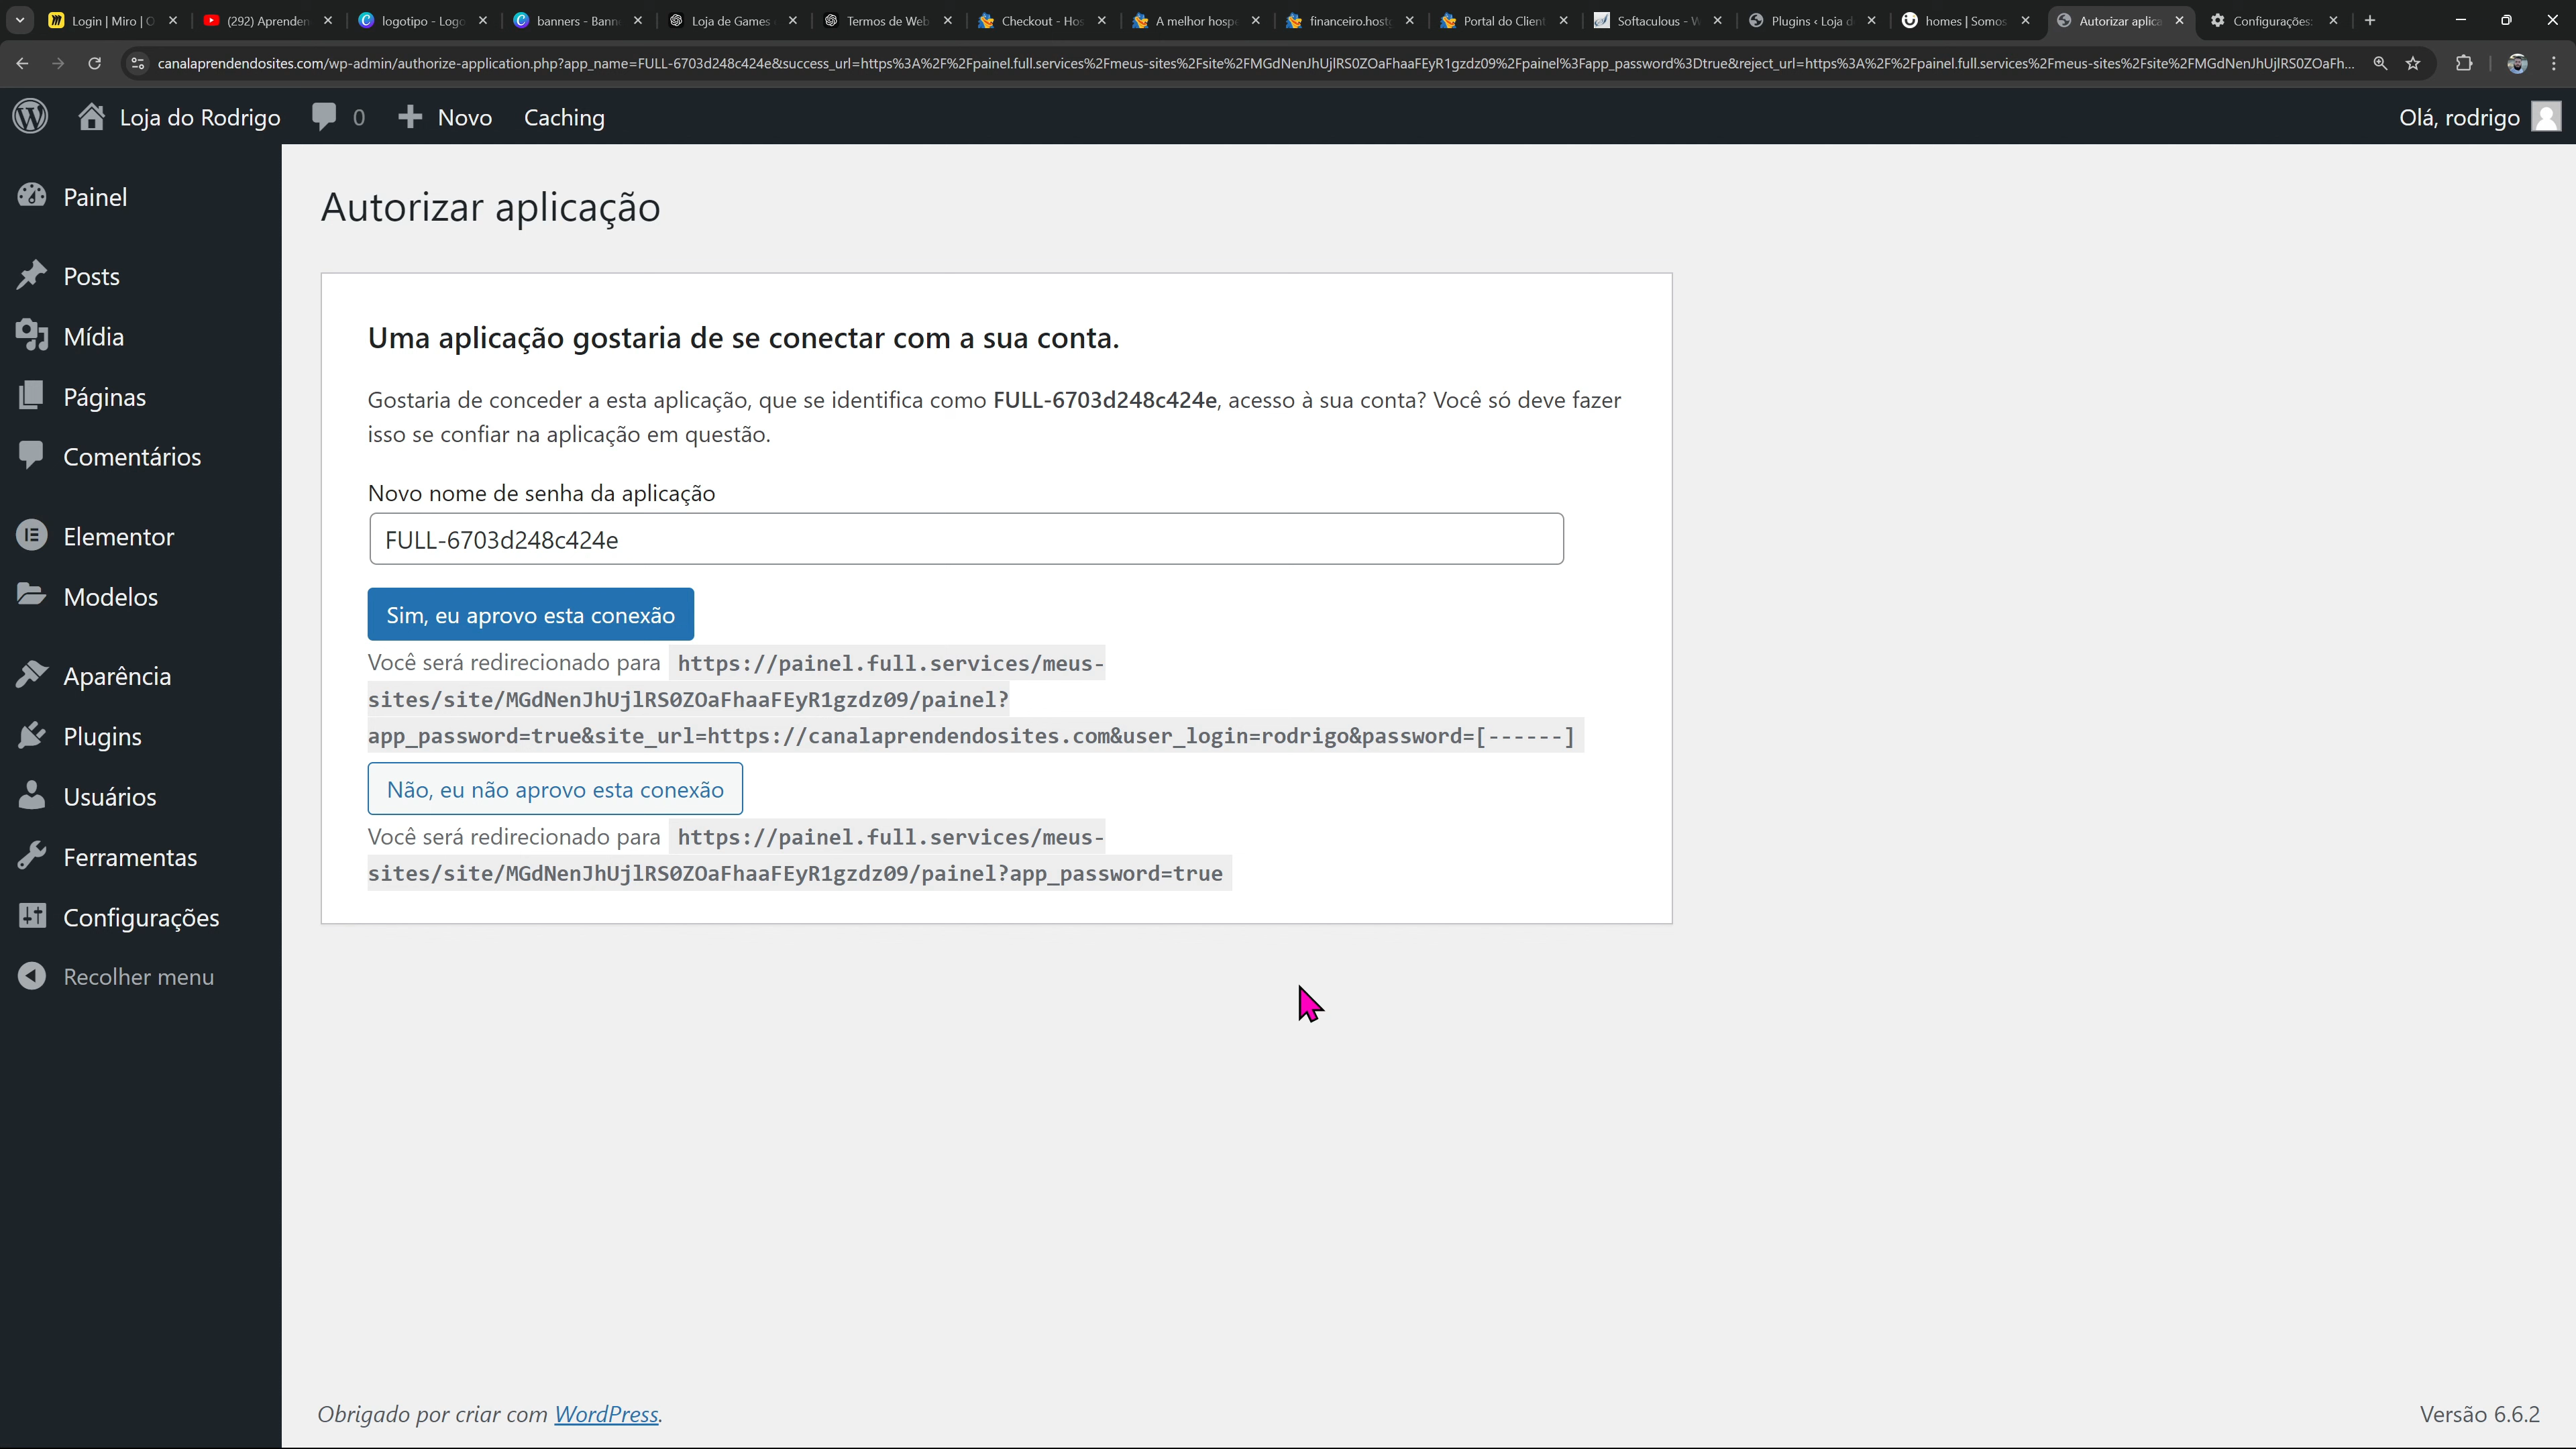 Login | Miro | O
(292) Aprenden
logotipo - Logo
banners - Bann
Loja de Games
Termos de Web
Checkout - Hos
A melhor hospe
financeiro.host
Portal do Client
Softaculous - W
Plugins ‹ Loja d
homes | Somos
Autorizar aplica
Configurações:
canalaprendendosites.com/wp-admin/authorize-application.php?app_name=FULL-6703d248c424e&success_url=https%3A%2F%2Fpainel.full.services%2Fmeus-sites%2Fsite%2FMGdNenJhUjlRS0ZOaFhaaFEyR1gzdz09%2Fpainel%3Fapp_password%3Dtrue&reject_url=https%3A%2F%2Fpainel.full.services%2Fmeus-sites%2Fsite%2FMGdNenJhUjlRS0ZOaFh...
Loja do Rodrigo
0
Novo
Caching
Olá, rodrigo
Painel
Posts
Mídia
Páginas
Comentários
Elementor
Modelos
Aparência
Plugins
Usuários
Ferramentas
Configurações
Recolher menu
Autorizar aplicação
Uma aplicação gostaria de se conectar com a sua conta.
Gostaria de conceder a esta aplicação, que se identifica como FULL-6703d248c424e, acesso à sua conta? Você só deve fazer
isso se confiar na aplicação em questão.
Novo nome de senha da aplicação
FULL-6703d248c424e
Sim, eu aprovo esta conexão
Você será redirecionado para https://painel.full.services/meus-
sites/site/MGdNenJhUjlRS0ZOaFhaaFEyR1gzdz09/painel?
app_password=true&site_url=https://canalaprendendosites.com&user_login=rodrigo&password=[------]
Não, eu não aprovo esta conexão
Você será redirecionado para https://painel.full.services/meus-
sites/site/MGdNenJhUjlRS0ZOaFhaaFEyR1gzdz09/painel?app_password=true
Obrigado por criar com WordPress.
Versão 6.6.2